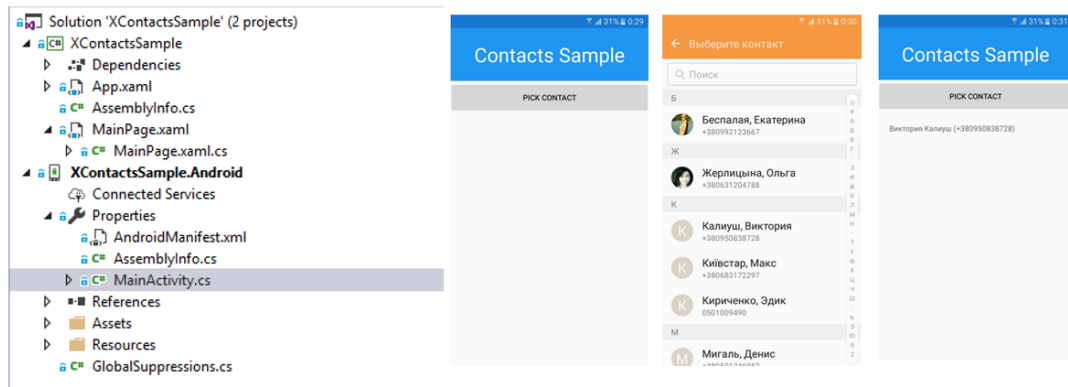 Solution 'XContactsSample' (2 projects)
XContactsSample
Dependencies
App.xaml
AssemblyInfo.cs
MainPage.xaml
MainPage.xaml.cs
XContactsSample.Android
Connected Services
Properties
AndroidManifest.xml
AssemblyInfo.cs
MainActivity.cs
References
Assets
Resources
GlobalSuppressions.cs
31% 0:29
Contacts Sample
PICK CONTACT
31% 0:30
Выберите контакт
Поиск
Б
Беспалая, Екатерина
+380992123667
Ж
Жерлицына, Ольга
+380631204788
К
К
Калиуш, Виктория
+380950838728
К
Київстар, Макс
+380683172297
К
Кириченко, Эдик
0501009490
М
М
Мигаль, Денис
31% 0:31
Contacts Sample
PICK CONTACT
Виктория Калиуш (+380950838728)